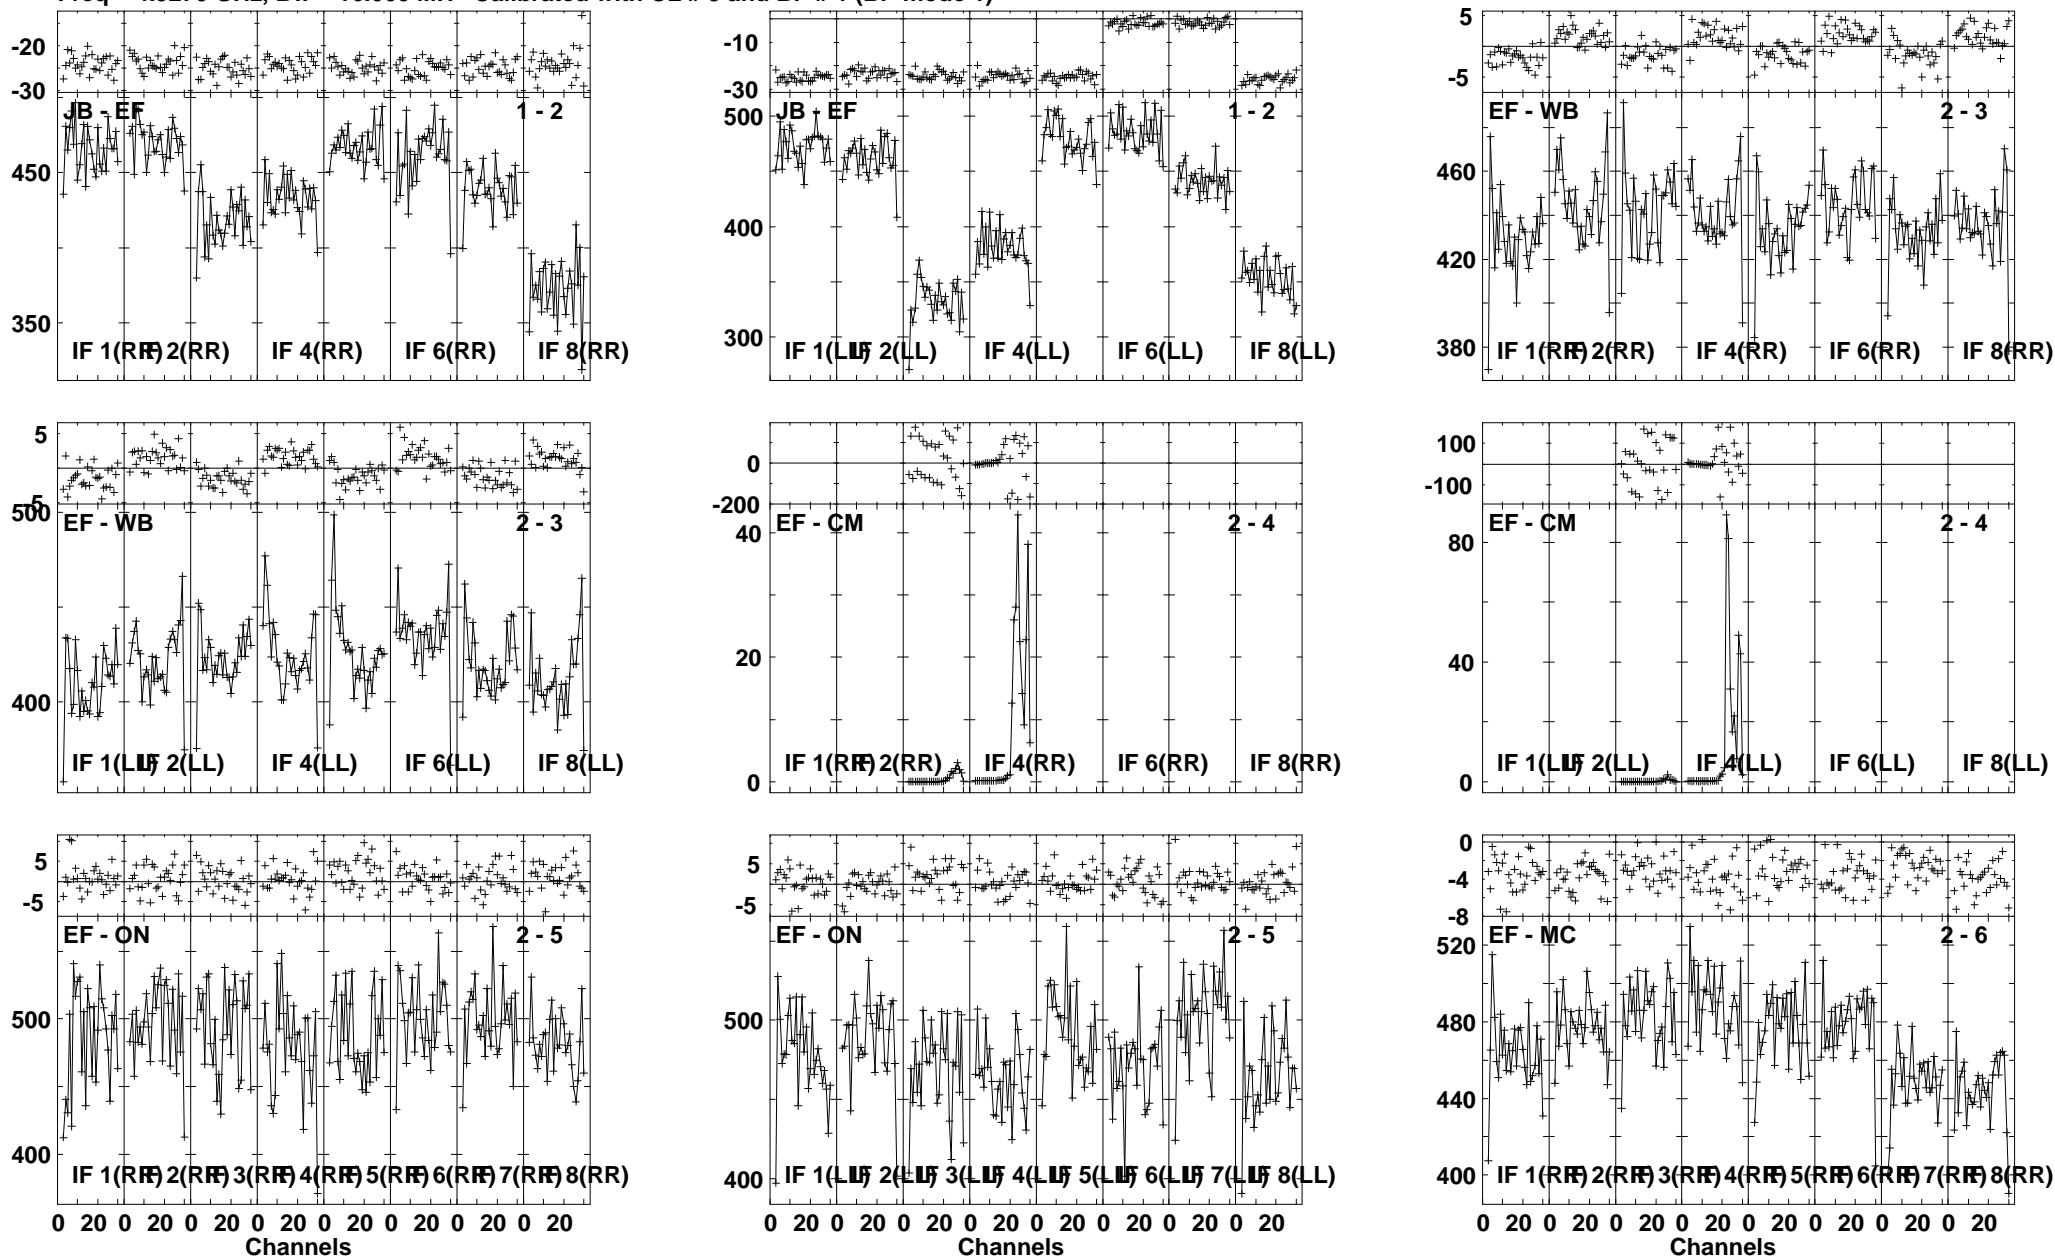 -20
-30
JB - EF 1 - 2
450
350
IF 1(RR) IF 2(RR) IF 4(RR) IF 6(RR) IF 8(RR)
-10
-30
500 JB - EF 1 - 2
400
300
IF 1(LL) IF 2(LL) IF 4(LL) IF 6(LL) IF 8(LL)
5
-5
EF - WB 2 - 3
460
420
380 IF 1(RR) IF 2(RR) IF 4(RR) IF 6(RR) IF 8(RR)
5
-5
500 EF - WB 2 - 3
400
IF 1(LL) IF 2(LL) IF 4(LL) IF 6(LL) IF 8(LL)
0
-200
EF - CM 2 - 4
40
20
IF 1(RR) IF 2(RR) IF 4(RR) IF 6(RR) IF 8(RR)
0
100
-100
EF - CM 2 - 4
80
40
IF 1(LL) IF 2(LL) IF 4(LL) IF 6(LL) IF 8(LL)
0
5
-5
EF - ON 2 - 5
500
400
IF 1(RR) IF 2(RR) IF 3(RR) IF 4(RR) IF 5(RR) IF 6(RR) IF 7(RR) IF 8(RR)
0 20 0 20 0 20 0 20 0 20 0 20 0 20 0 20
Channels
5
-5
EF - ON 2 - 5
500
400 IF 1(LL) IF 2(LL) IF 3(LL) IF 4(LL) IF 5(LL) IF 6(LL) IF 7(LL) IF 8(LL)
0 20 0 20 0 20 0 20 0 20 0 20 0 20 0 20
Channels
0
-4
-8
EF - MC 2 - 6
520
480
440
400 IF 1(RR) IF 2(RR) IF 3(RR) IF 4(RR) IF 5(RR) IF 6(RR) IF 7(RR) IF 8(RR)
0 20 0 20 0 20 0 20 0 20 0 20 0 20 0 20
Channels